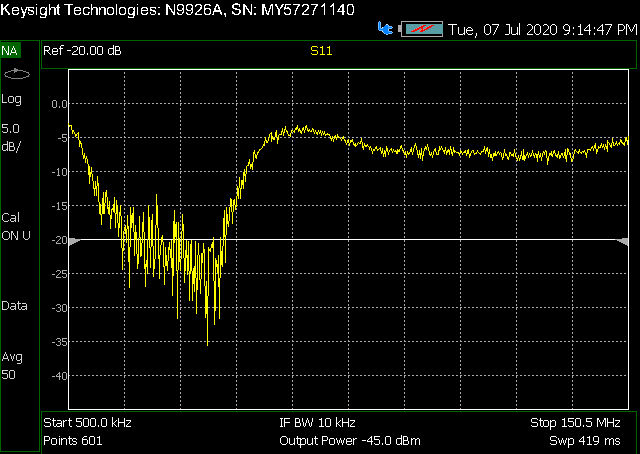 Keysight Technologies: N9926A, SN: MY57271140
Tue, 07 Jul 2020 9:14:47 PM
NA Ref -20.00 dB S11
Log
5.0
dB/
Cal
ON U
Data
Avg
50
0.0
-5
-10
-15
-20
-25
-30
-35
-40
Start 500.0 kHz IF BW 10 kHz Stop 150.5 MHz
Points 601 Output Power -45.0 dBm Swp 419 ms